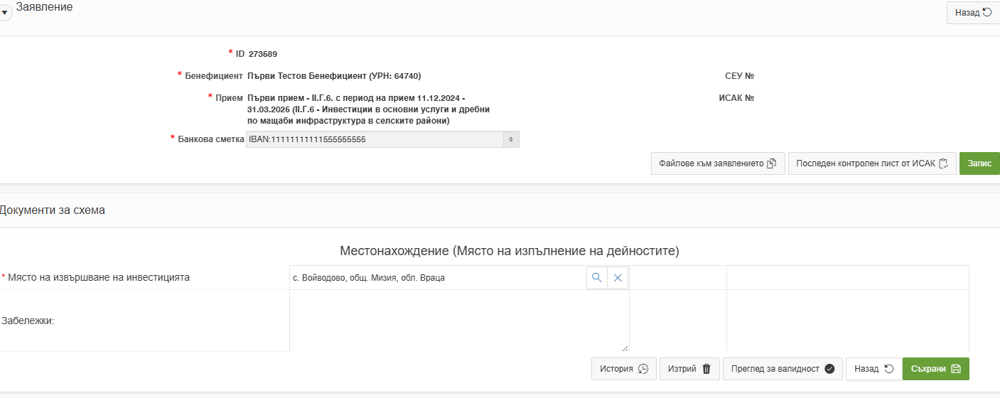 Заявление
Назад
* ID 273589
* Бенефициент Първи Тестов Бенефициент (УРН: 64740)
СЕУ №
* Прием Първи прием - II.Г.6. с период на прием 11.12.2024 -
31.03.2025 (II.Г.6 - Инвестиции в основни услуги и дребни
по мащаби инфраструктура в селските райони)
ИСАК №
* Банкова сметка IBAN:11111111111555555555
Файлове към заявлението
Последен контролен лист от ИСАК
Запис
Документи за схема
Местонахождение (Място на изпълнение на дейностите)
* Място на извършване на инвестицията
с. Войводово, общ. Мизия, обл. Враца
Забележки:
История
Изтрий
Преглед за валидност
Назад
Съхрани